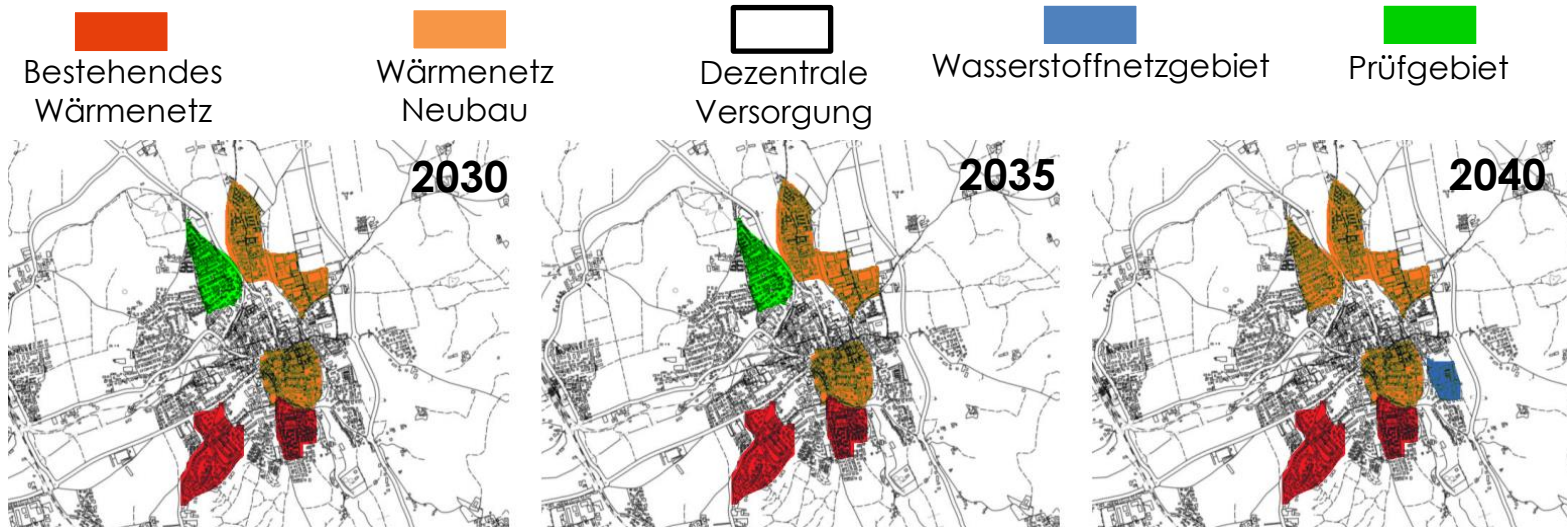 Bestehendes
Wärmenetz
Wärmenetz
Neubau
Dezentrale
Versorgung
Wasserstoffnetzgebiet
Prüfgebiet
2030
2035
2040